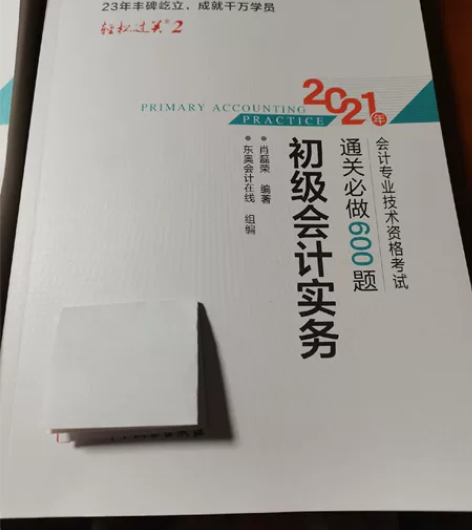 23年丰碑屹立，成就千万学员
轻松过关®2
2021年
PRIMARY ACCOUNTING
PRACTICE
会计专业技术资格考试
通关必做600题
初级会计实务
●肖磊荣 编著
●东奥会计在线 组编